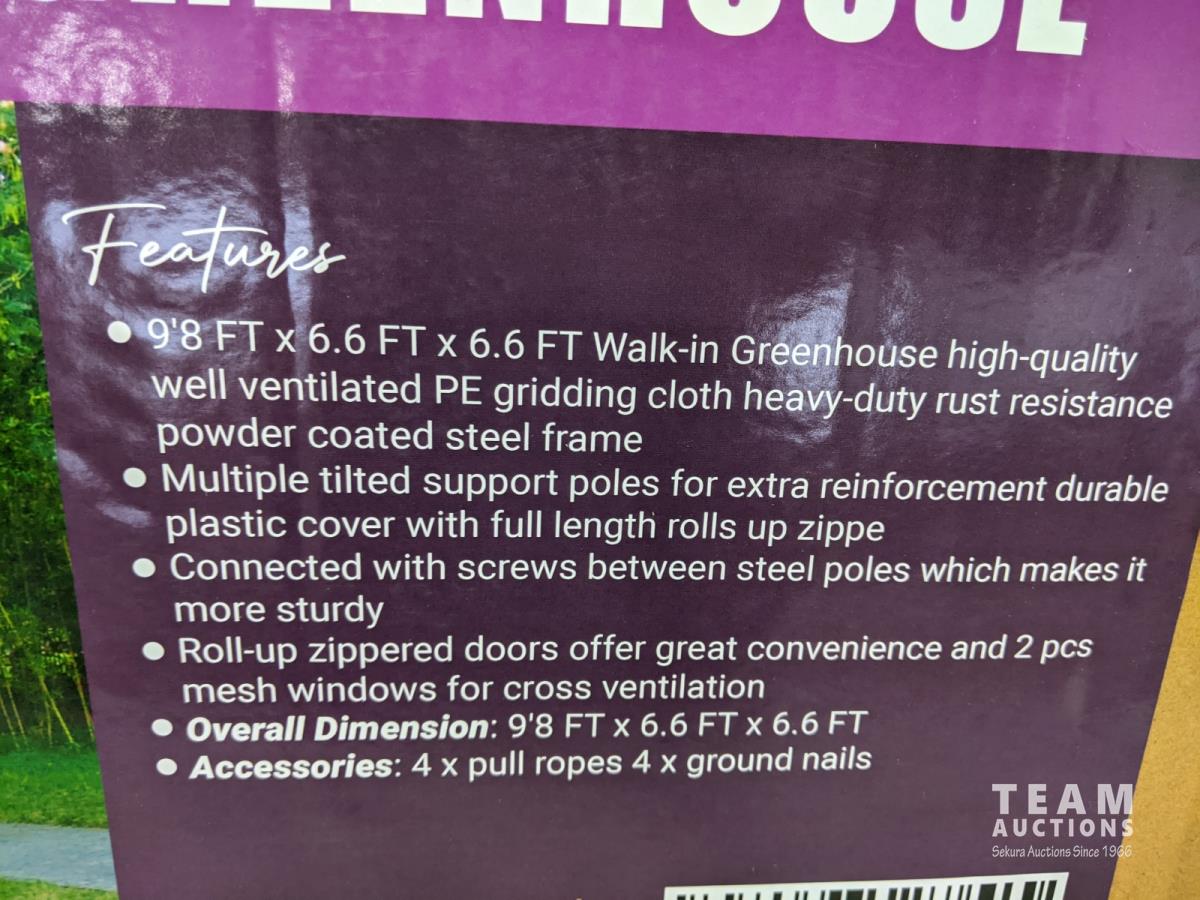 GREENHOUSE
Features
• 9'8 FT x 6.6 FT x 6.6 FT Walk-in Greenhouse high-quality
well ventilated PE gridding cloth heavy-duty rust resistance
powder coated steel frame
• Multiple tilted support poles for extra reinforcement durable
plastic cover with full length rolls up zippe
• Connected with screws between steel poles which makes it
more sturdy
• Roll-up zippered doors offer great convenience and 2 pcs
mesh windows for cross ventilation
• Overall Dimension: 9'8 FT x 6.6 FT x 6.6 FT
• Accessories: 4 x pull ropes 4 x ground nails
TEAM
AUCTIONS
Sekura Auctions Since 1966